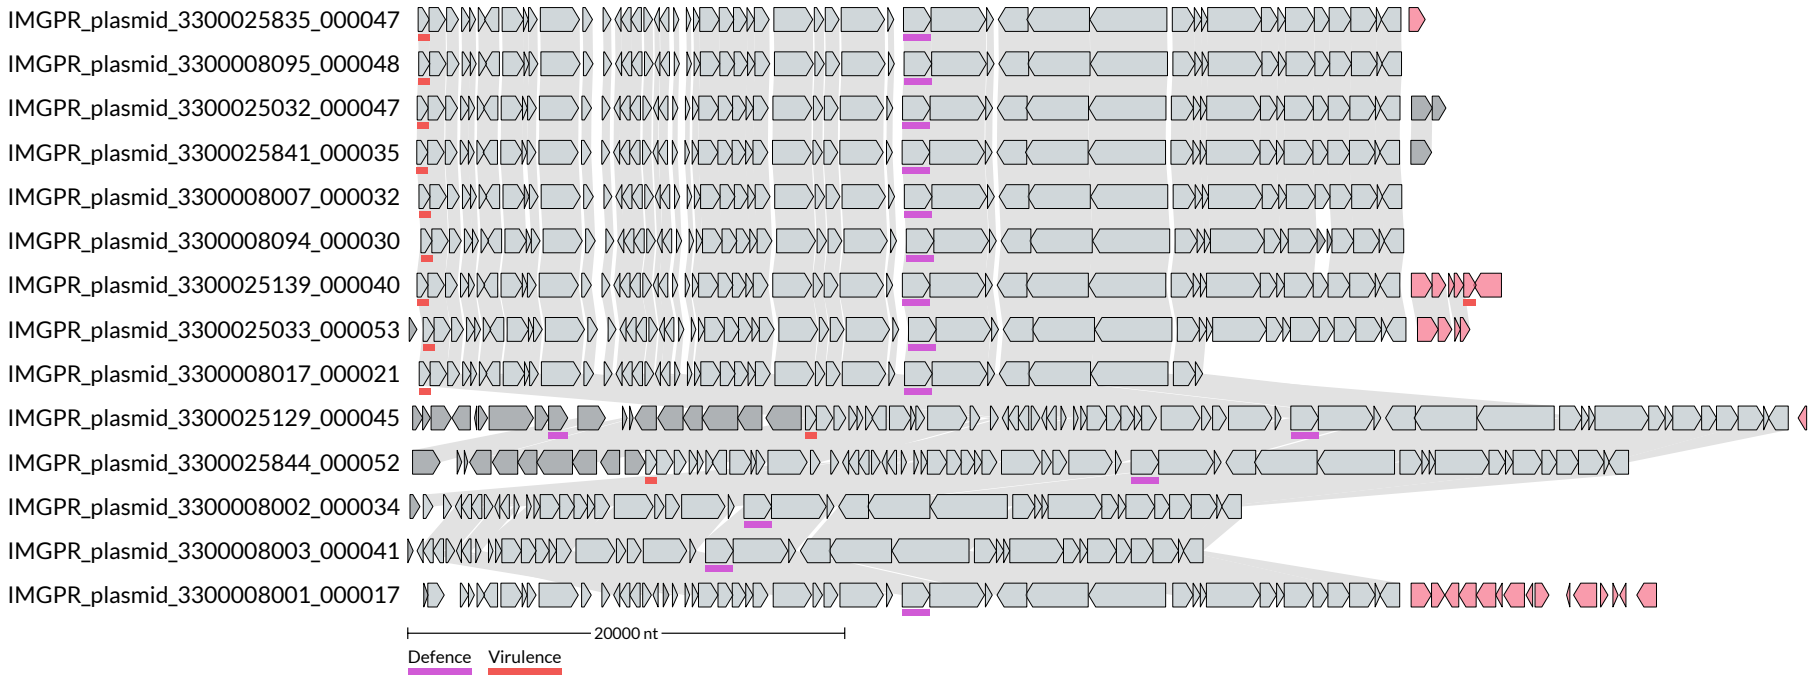 IMGPR_plasmid_3300025835_000047
IMGPR_plasmid_3300008095_000048
IMGPR_plasmid_3300025032_000047
IMGPR_plasmid_3300025841_000035
IMGPR_plasmid_3300008007_000032
IMGPR_plasmid_3300008094_000030
IMGPR_plasmid_3300025139_000040
IMGPR_plasmid_3300025033_000053
IMGPR_plasmid_3300008017_000021
IMGPR_plasmid_3300025129_000045
IMGPR_plasmid_3300025844_000052
IMGPR_plasmid_3300008002_000034
IMGPR_plasmid_3300008003_000041
IMGPR_plasmid_3300008001_000017
20000 nt
Defence Virulence